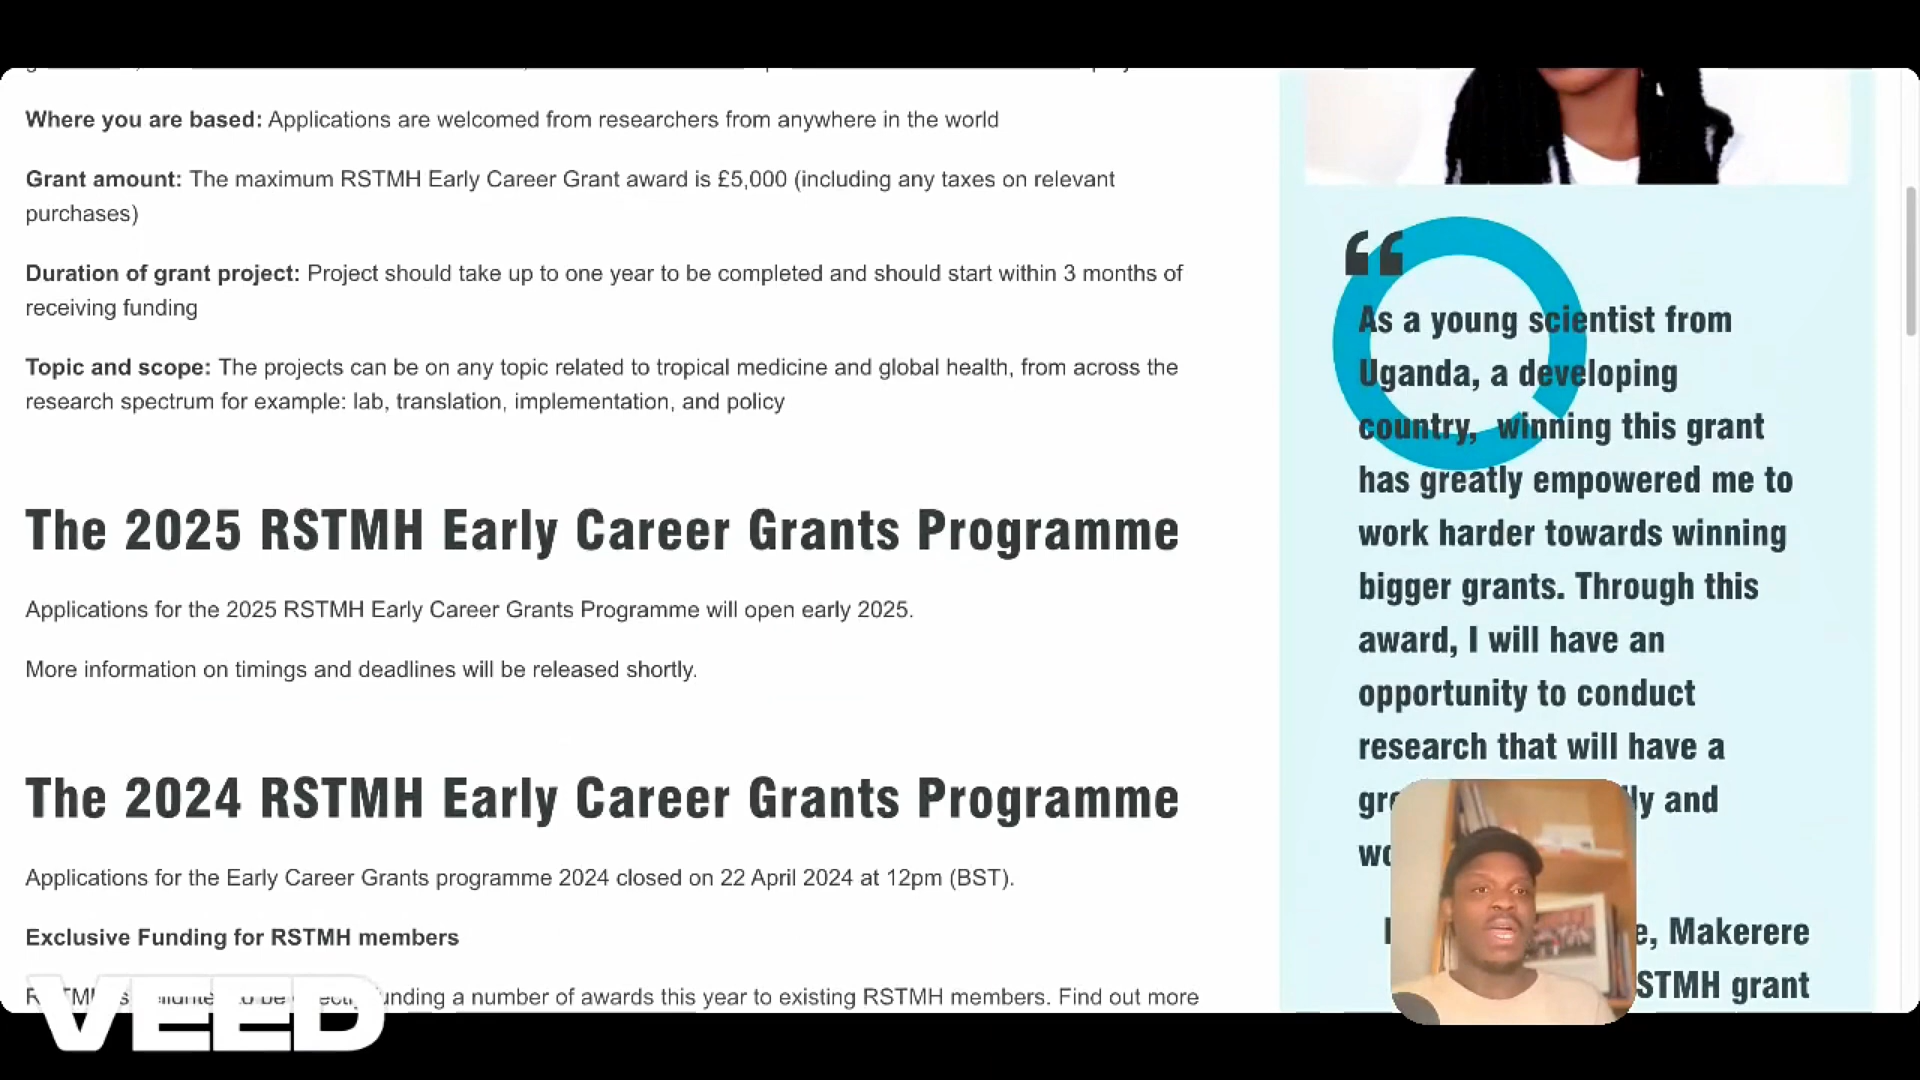 Where you are based: Applications are welcomed from researchers from anywhere in the world
Grant amount: The maximum RSTMH Early Career Grant award is £5,000 (including any taxes on relevant
purchases)
Duration of grant project: Project should take up to one year to be completed and should start within 3 months of
receiving funding
Topic and scope: The projects can be on any topic related to tropical medicine and global health, from across the
research spectrum for example: lab, translation, implementation, and policy
The 2025 RSTMH Early Career Grants Programme
Applications for the 2025 RSTMH Early Career Grants Programme will open early 2025.
More information on timings and deadlines will be released shortly.
The 2024 RSTMH Early Career Grants Programme
Applications for the Early Career Grants programme 2024 closed on 22 April 2024 at 12pm (BST).
Exclusive Funding for RSTMH members
a number of awards this year to existing RSTMH members. Find out more
VEED
“
As a young scientist from
Uganda, a developing
country, winning this grant
has greatly empowered me to
work harder towards winning
bigger grants. Through this
award, I will have an
opportunity to conduct
research that will have a
and
Makerere
grant